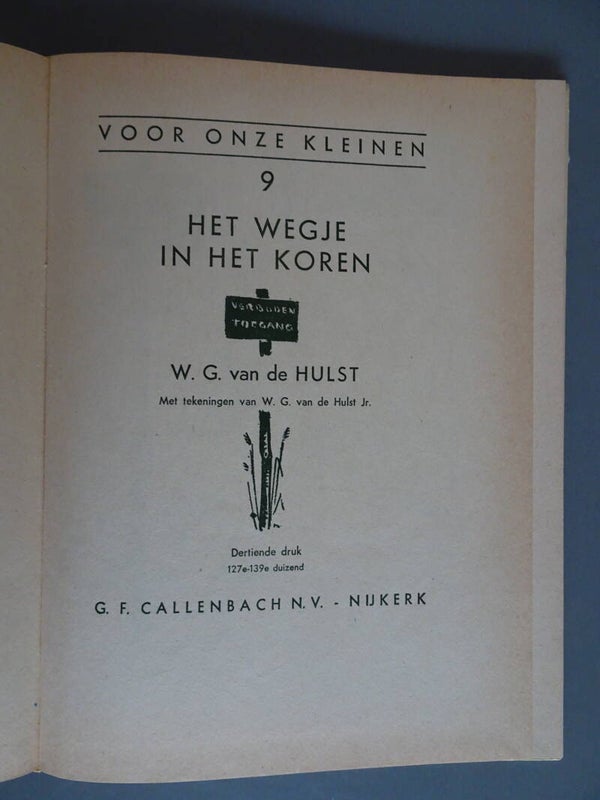 VOOR ONZE KLEINEN
9
HET WEGJE
IN HET KOREN
VERBODEN
TOEGANG
W. G. van de HULST
Met tekeningen van W. G. van de Hulst Jr.
Dertiende druk
127e-139e duizend
G. F. CALLENBACH N.V. - NIJKERK